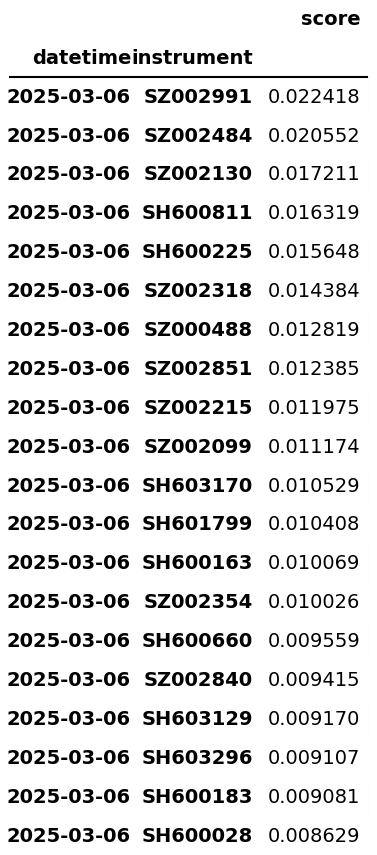 score
datetime instrument
2025-03-06 SZ002991 0.022418
2025-03-06 SZ002484 0.020552
2025-03-06 SZ002130 0.017211
2025-03-06 SH600811 0.016319
2025-03-06 SH600225 0.015648
2025-03-06 SZ002318 0.014384
2025-03-06 SZ000488 0.012819
2025-03-06 SZ002851 0.012385
2025-03-06 SZ002215 0.011975
2025-03-06 SZ002099 0.011174
2025-03-06 SH603170 0.010529
2025-03-06 SH601799 0.010408
2025-03-06 SH600163 0.010069
2025-03-06 SZ002354 0.010026
2025-03-06 SH600660 0.009559
2025-03-06 SZ002840 0.009415
2025-03-06 SH603129 0.009170
2025-03-06 SH603296 0.009107
2025-03-06 SH600183 0.009081
2025-03-06 SH600028 0.008629